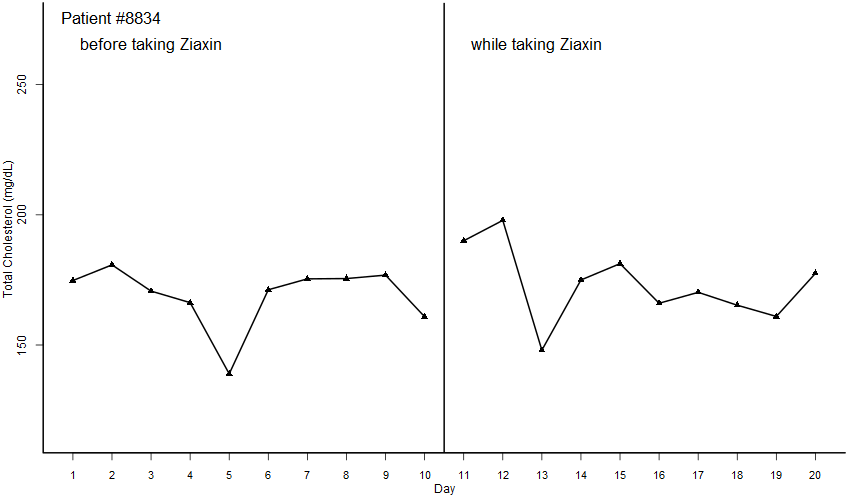 Patient #8834
before taking Ziaxin
while taking Ziaxin
Total Cholesterol (mg/dL)
250
200
150
1 2 3 4 5 6 7 8 9 10 11 12 13 14 15 16 17 18 19 20
Day